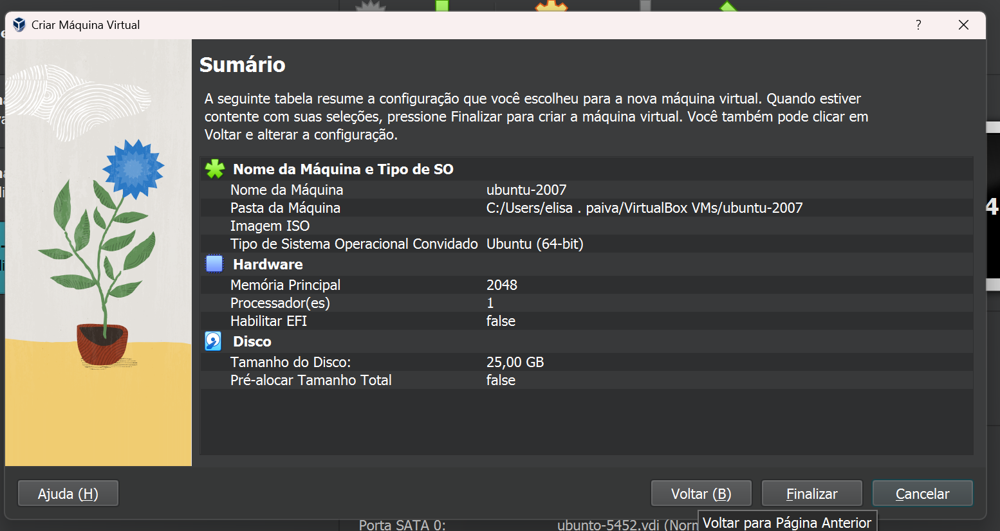 Criar Máquina Virtual
?
Sumário
A seguinte tabela resume a configuração que você escolheu para a nova máquina virtual. Quando estiver
contente com suas seleções, pressione Finalizar para criar a máquina virtual. Você também pode clicar em
Voltar e alterar a configuração.
Nome da Máquina e Tipo de SO
Nome da Máquina ubuntu-2007
Pasta da Máquina C:/Users/elisa . paiva/VirtualBox VMs/ubuntu-2007
Imagem ISO
Tipo de Sistema Operacional Convidado Ubuntu (64-bit)
Hardware
Memória Principal 2048
Processador(es) 1
Habilitar EFI false
Disco
Tamanho do Disco: 25,00 GB
Pré-alocar Tamanho Total false
4
Ajuda (H) Voltar (B) Finalizar Cancelar
Porta SATA 0: ubunto-5452.vdi
Voltar para Página Anterior